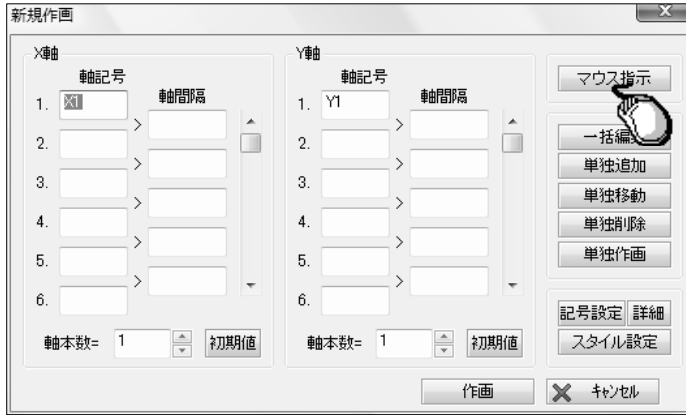 新規作画
X軸
軸記号
軸間隔
1. X1
>
2.
>
3.
>
4.
>
5.
>
6.
軸本数= 1 初期値
Y軸
軸記号
軸間隔
1. Y1
>
2.
>
3.
>
4.
>
5.
>
6.
軸本数= 1 初期値
マウス指示
一括編
単独追加
単独移動
単独削除
単独作画
記号設定 詳細
スタイル設定
作画 キャンセル